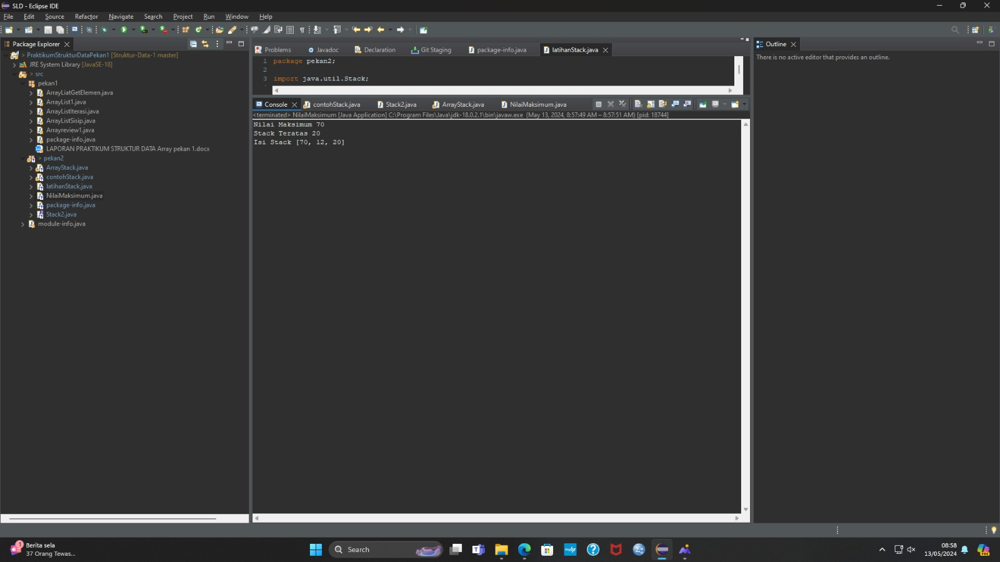 SLD - Eclipse IDE
File Edit Source Refactor Navigate Search Project Run Window Help
Package Explorer
> PraktikumStrukturDataPekan1 [Struktur-Data-1 master]
JRE System Library [JavaSE-18]
> src
pekan1
ArrayLiatGetElemen.java
ArrayList1.java
ArrayListIterasi.java
ArrayListSisip.java
Arrayreview1.java
package-info.java
LAPORAN PRAKTIKUM STRUKTUR DATA Array pekan 1.docx
> pekan2
ArrayStack.java
contohStack.java
latihanStack.java
NilaiMaksimum.java
package-info.java
Stack2.java
module-info.java
Problems Javadoc Declaration Git Staging package-info.java latihanStack.java
1 package pekan2;
2
3 import java.util.Stack;
Console contohStack.java Stack2.java ArrayStack.java NilaiMaksimum.java
<terminated> NilaiMaksimum [Java Application] C:\Program Files\Java\jdk-18.0.2.1\bin\javaw.exe (May 13, 2024, 8:57:49 AM – 8:57:51 AM) [pid: 18744]
Nilai Maksimum 70
Stack Teratas 20
Isi Stack [70, 12, 20]
Outline
There is no active editor that provides an outline.
1
Berita sela
37 Orang Tewas...
Search
myhp
08:58
13/05/2024
PRE